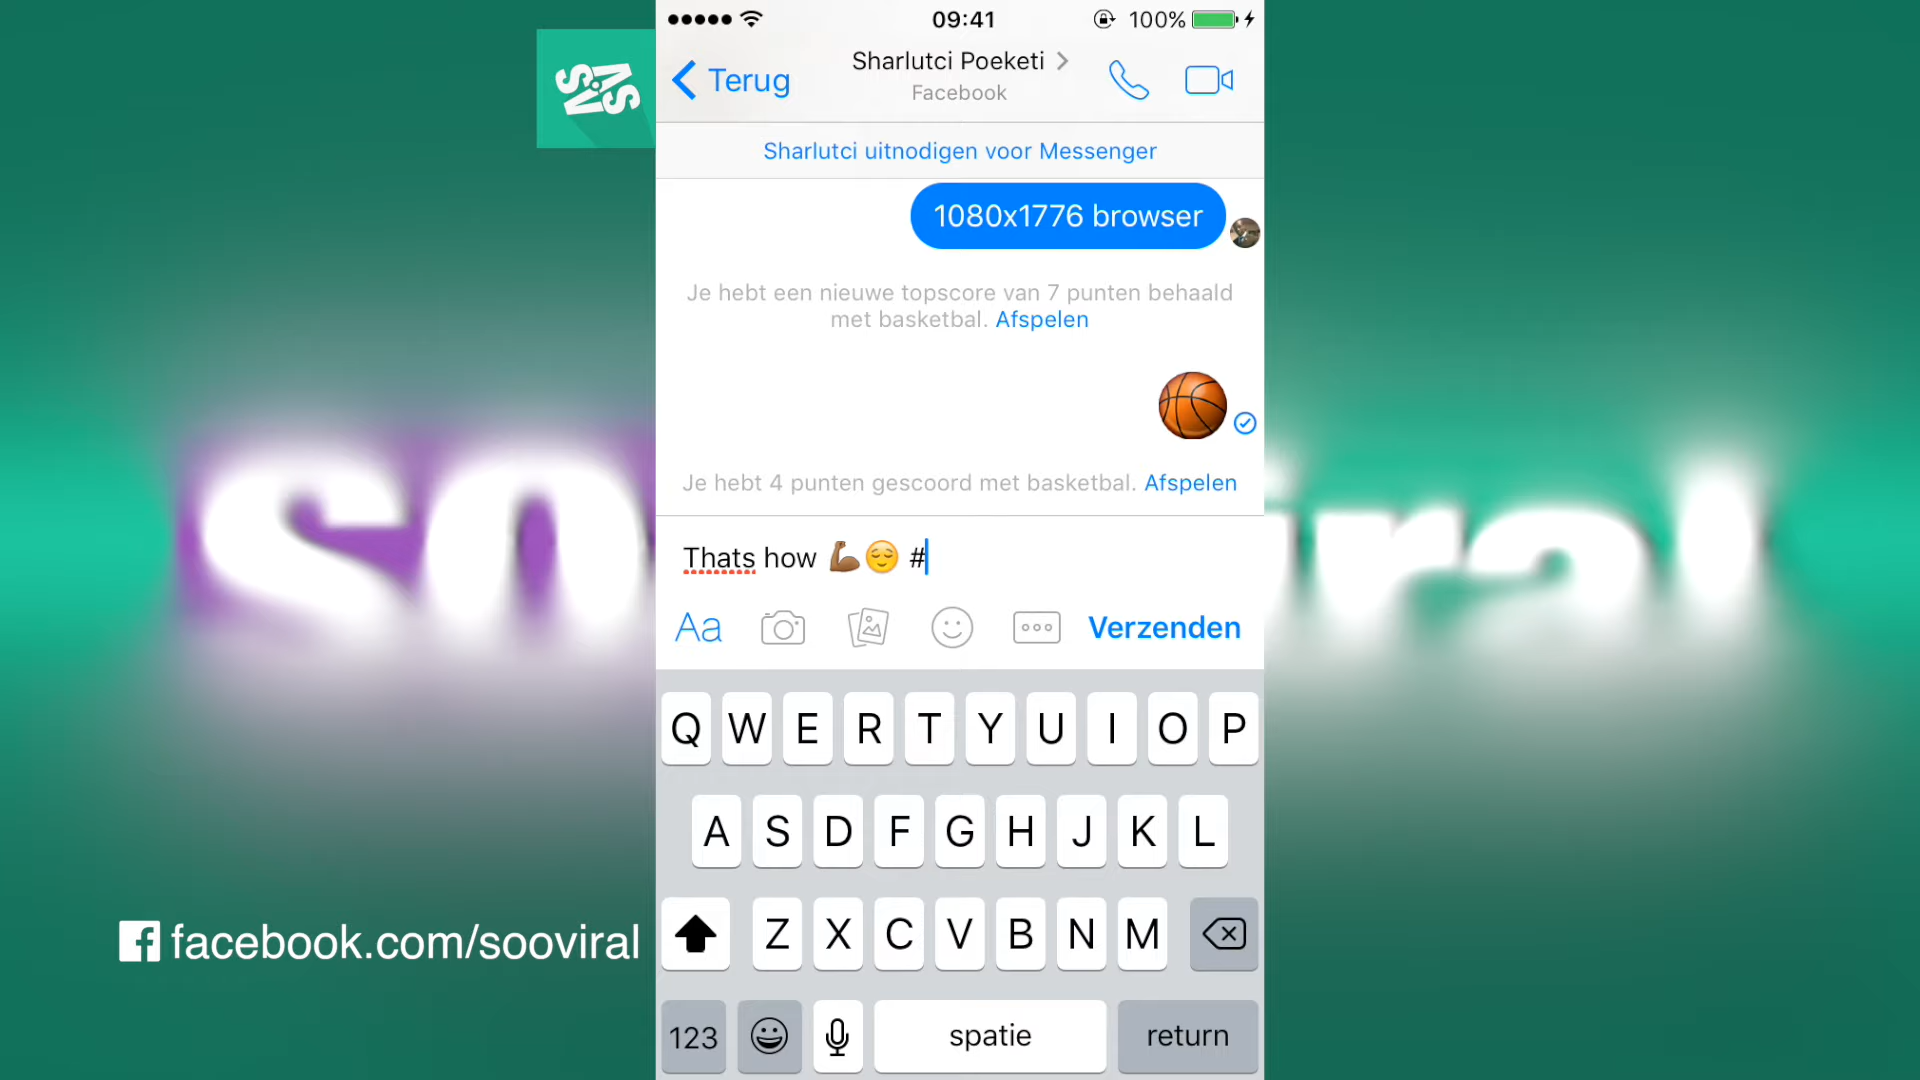 09:41
100%
Terug
Sharlutci Poeketi
Facebook
Sharlutci uitnodigen voor Messenger
1080x1776 browser
Je hebt een nieuwe topscore van 7 punten behaald
met basketbal. Afspelen
Je hebt 4 punten gescoord met basketbal. Afspelen
Thats how 💪🏾😌 #
Aa
Verzenden
Q W E R T Y U I O P
A S D F G H J K L
Z X C V B N M
123
spatie
return
facebook.com/sooviral